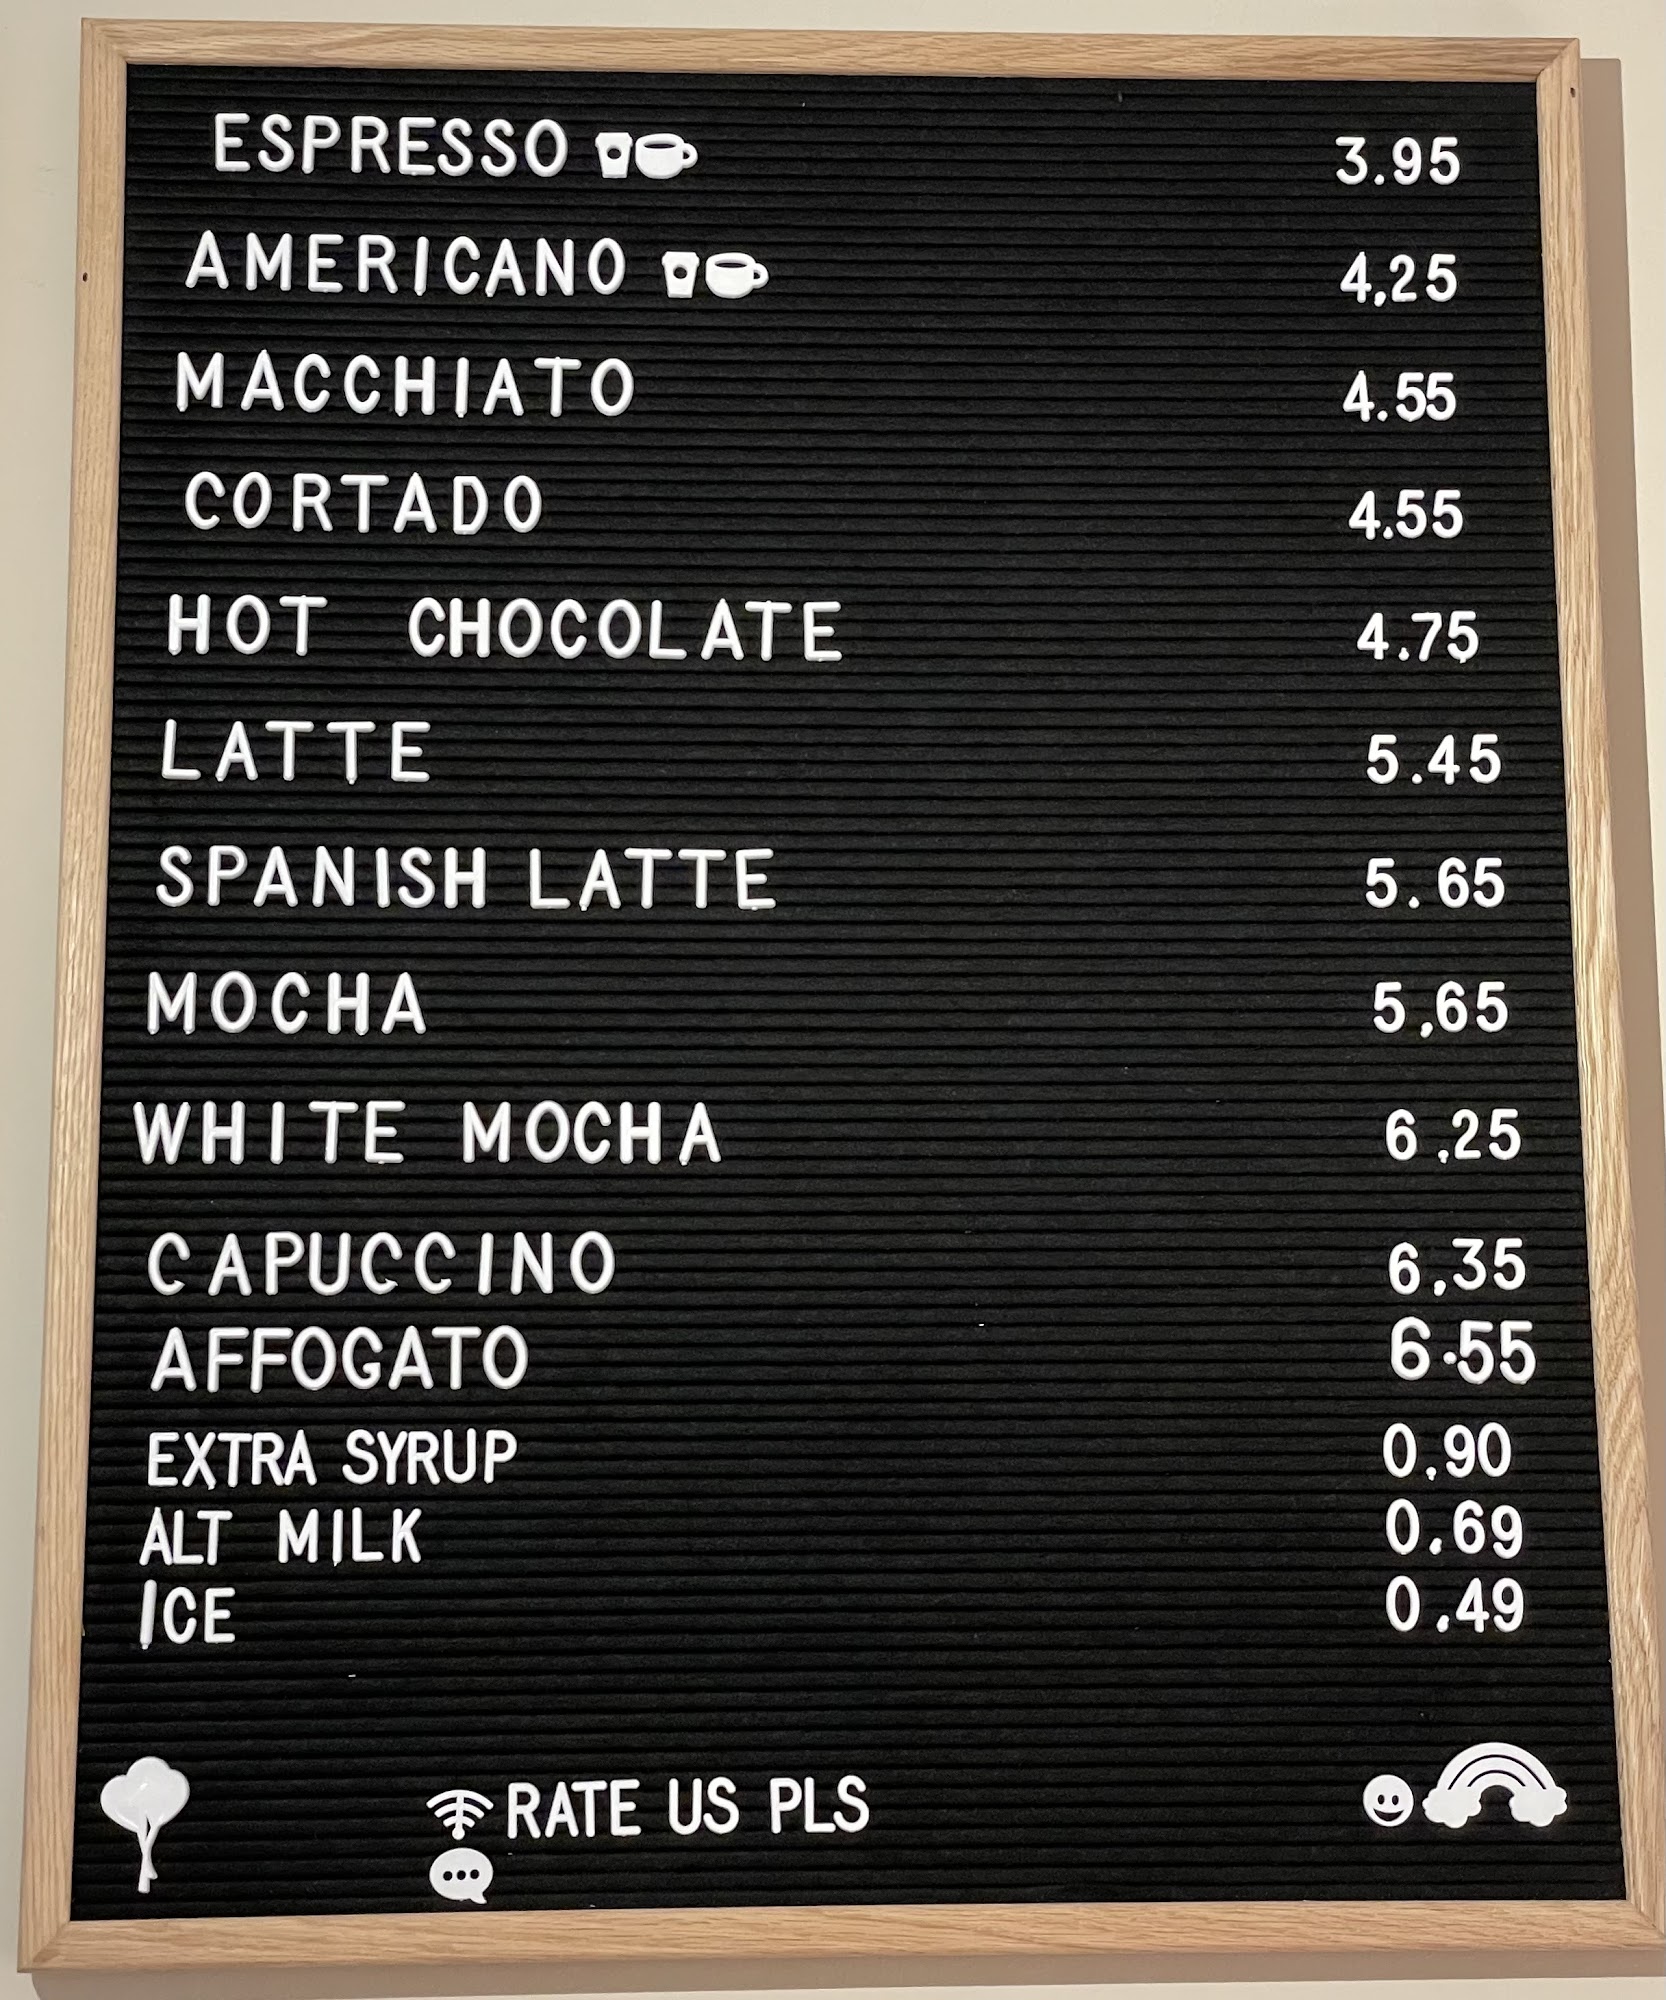 ESPRESSO 3.95
AMERICANO 4,25
MACCHIATO 4.55
CORTADO 4.55
HOT CHOCOLATE 4.75
LATTE 5.45
SPANISH LATTE 5.65
MOCHA 5,65
WHITE MOCHA 6,25
CAPUCCINO 6,35
AFFOGATO 6.55
EXTRA SYRUP 0.90
ALT MILK 0.69
ICE 0.49
RATE US PLS